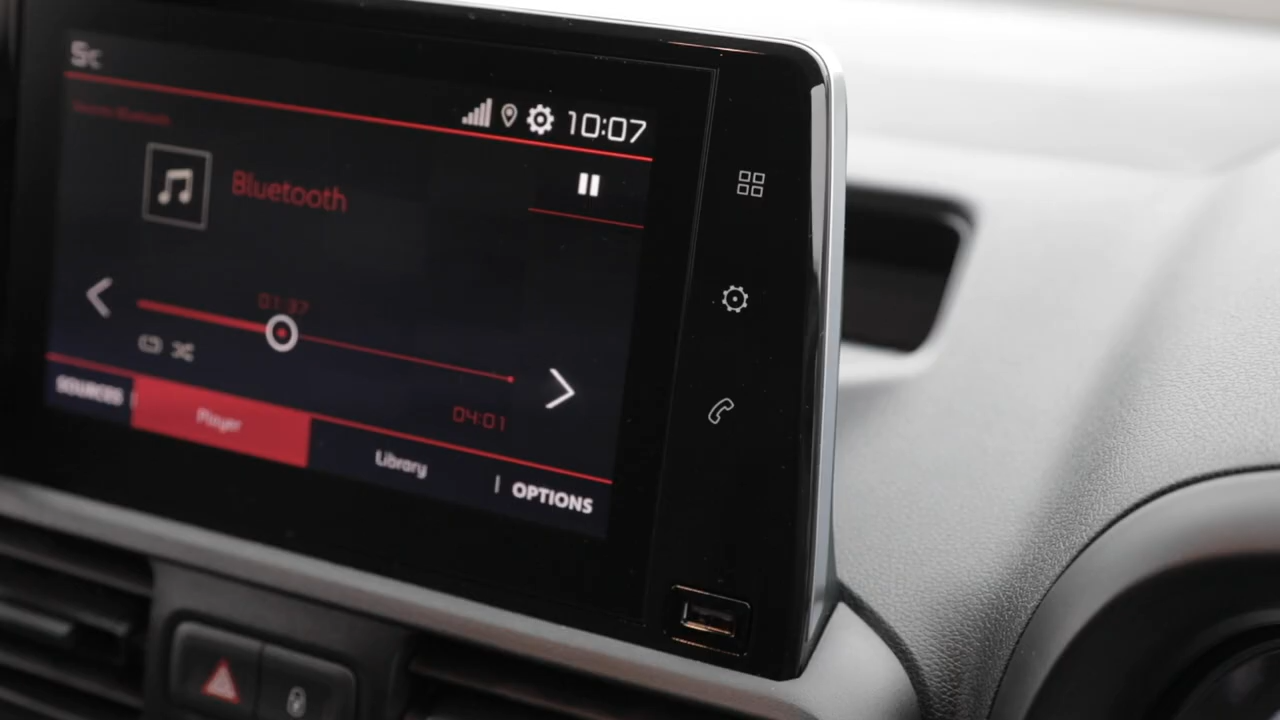 10:07
Bluetooth
01:37
04:01
SOURCES
Player
Library
OPTIONS